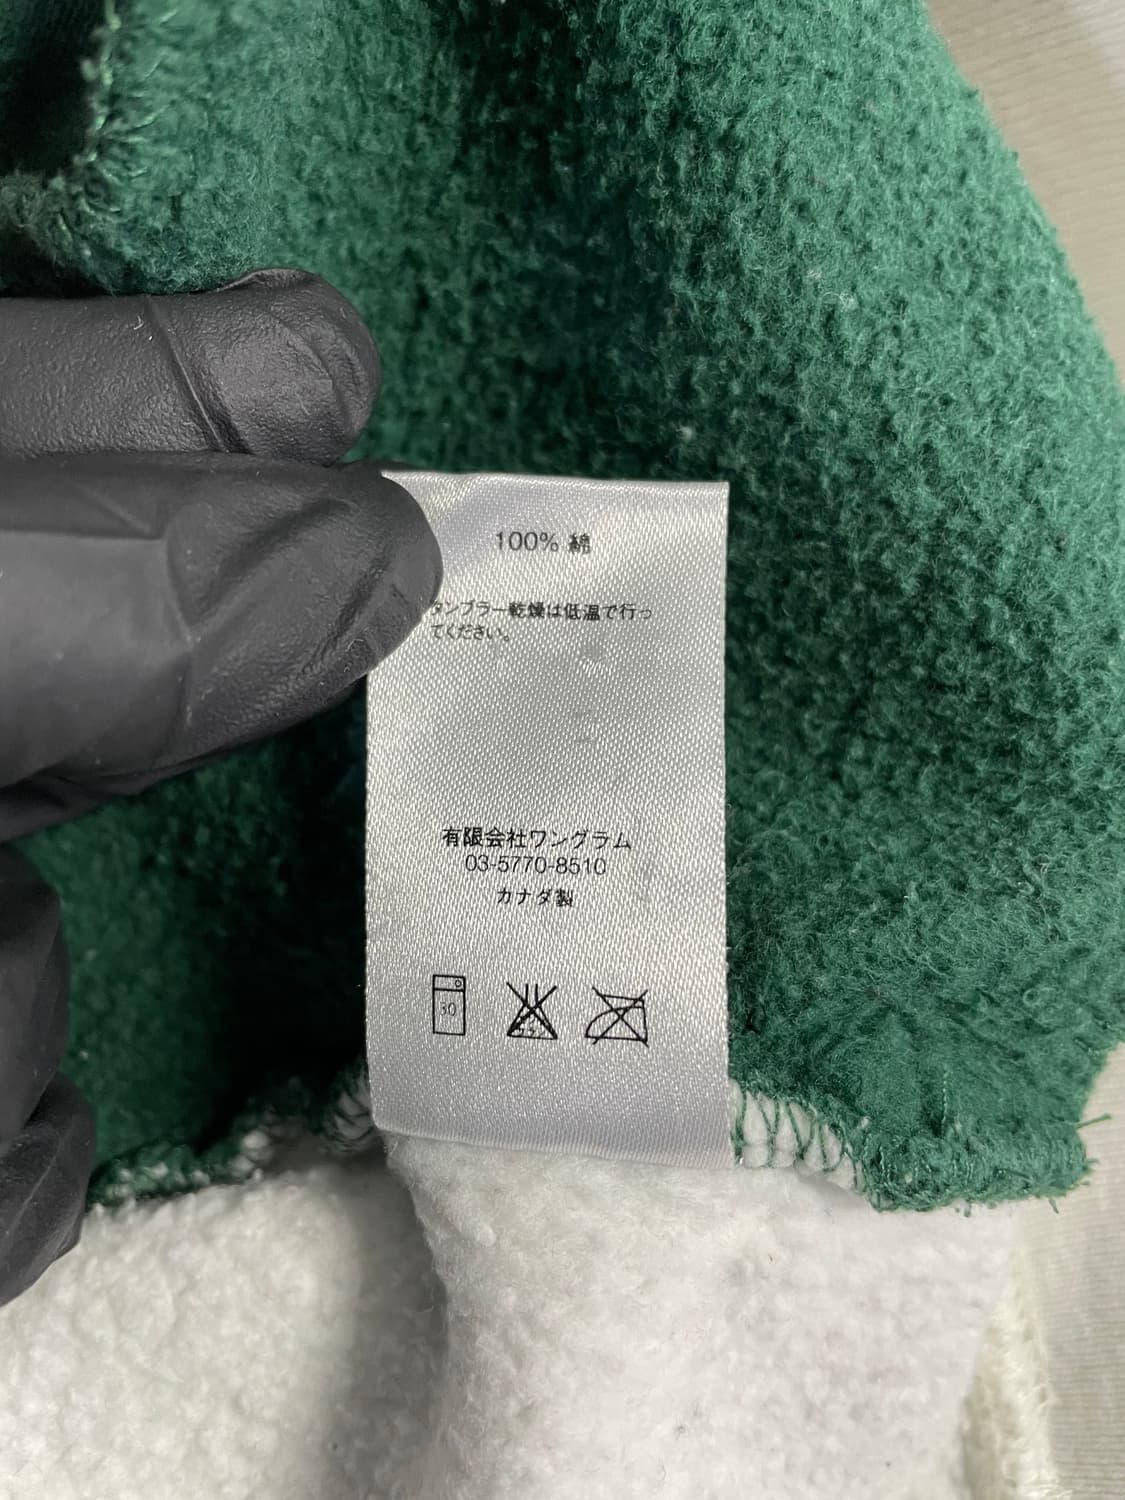 100% 綿
タンブラー乾燥は低温で行っ
てください。
有限会社ワングラム
03-5770-8510
カナダ製
30